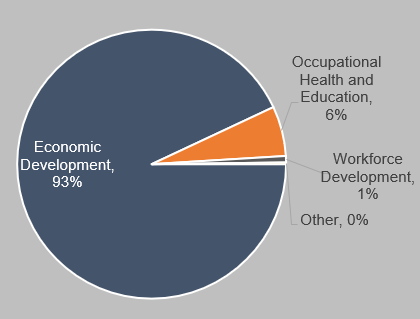 Occupational
Health and
Education,
6%
Economic
Development,
93%
Workforce
Development,
1%
Other, 0%